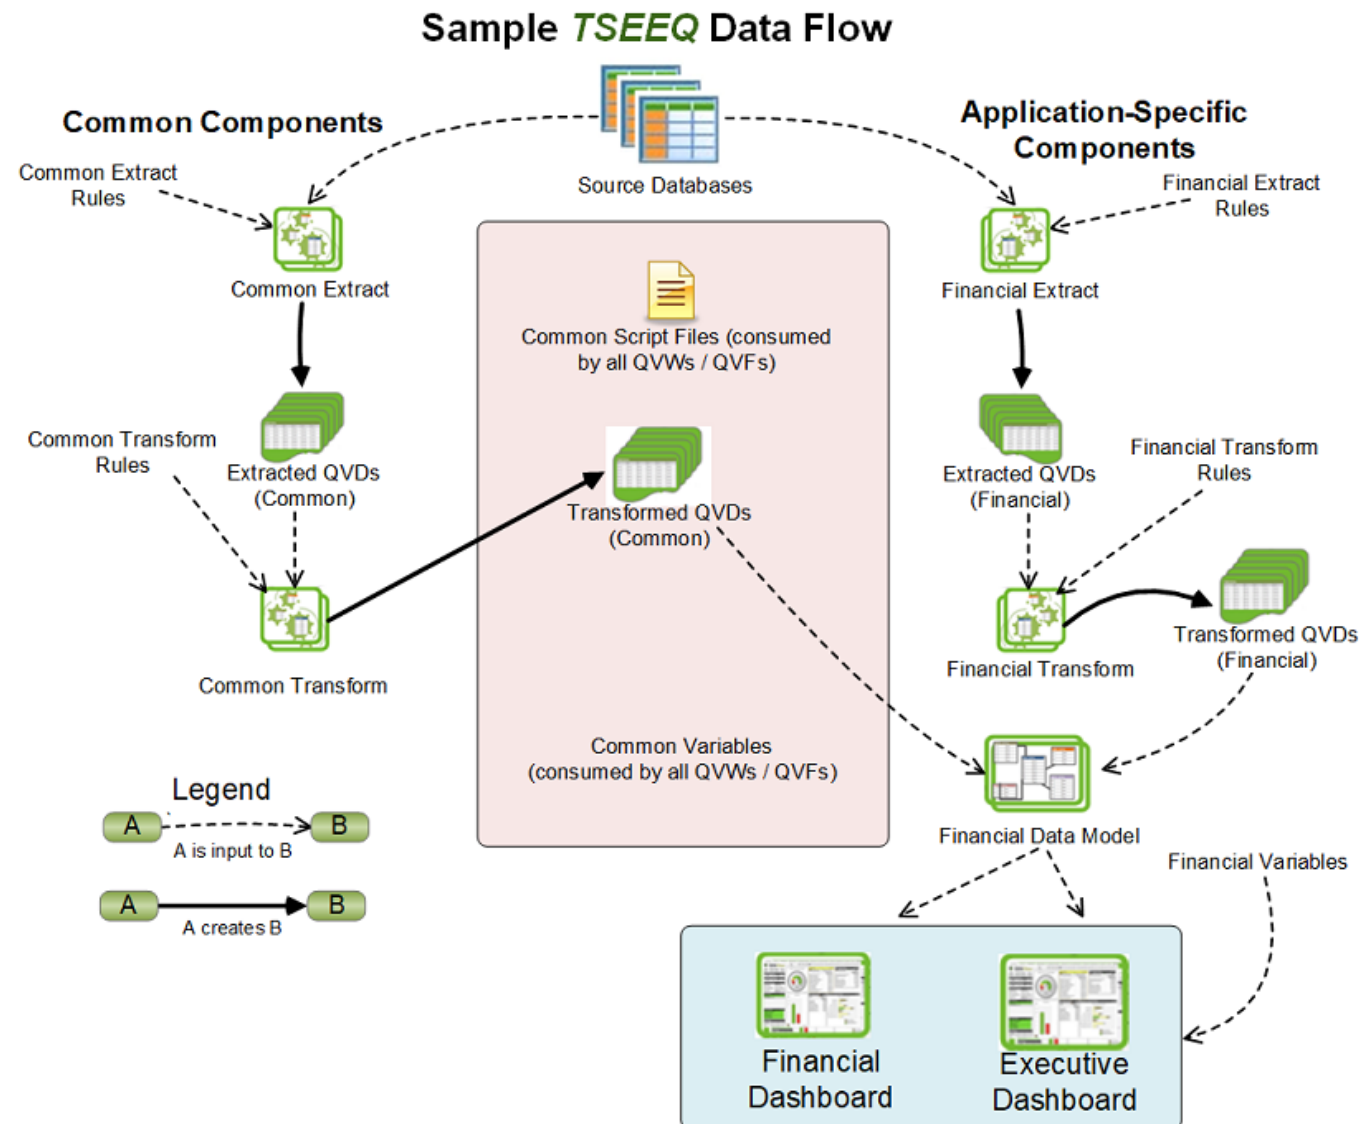 Sample TSEEQ Data Flow
Common Components
Application-Specific
Components
Source Databases
Common Extract
Rules
Financial Extract
Rules
Common Extract
Financial Extract
Common Script Files (consumed
by all QVWs / QVFs)
Common Transform
Rules
Extracted QVDs
(Common)
Extracted QVDs
(Financial)
Financial Transform
Rules
Transformed QVDs
(Common)
Common Transform
Financial Transform
Transformed QVDs
(Financial)
Common Variables
(consumed by all QVWs / QVFs)
Legend
A
B
A is input to B
A
B
A creates B
Financial Data Model
Financial Variables
Financial
Dashboard
Executive
Dashboard